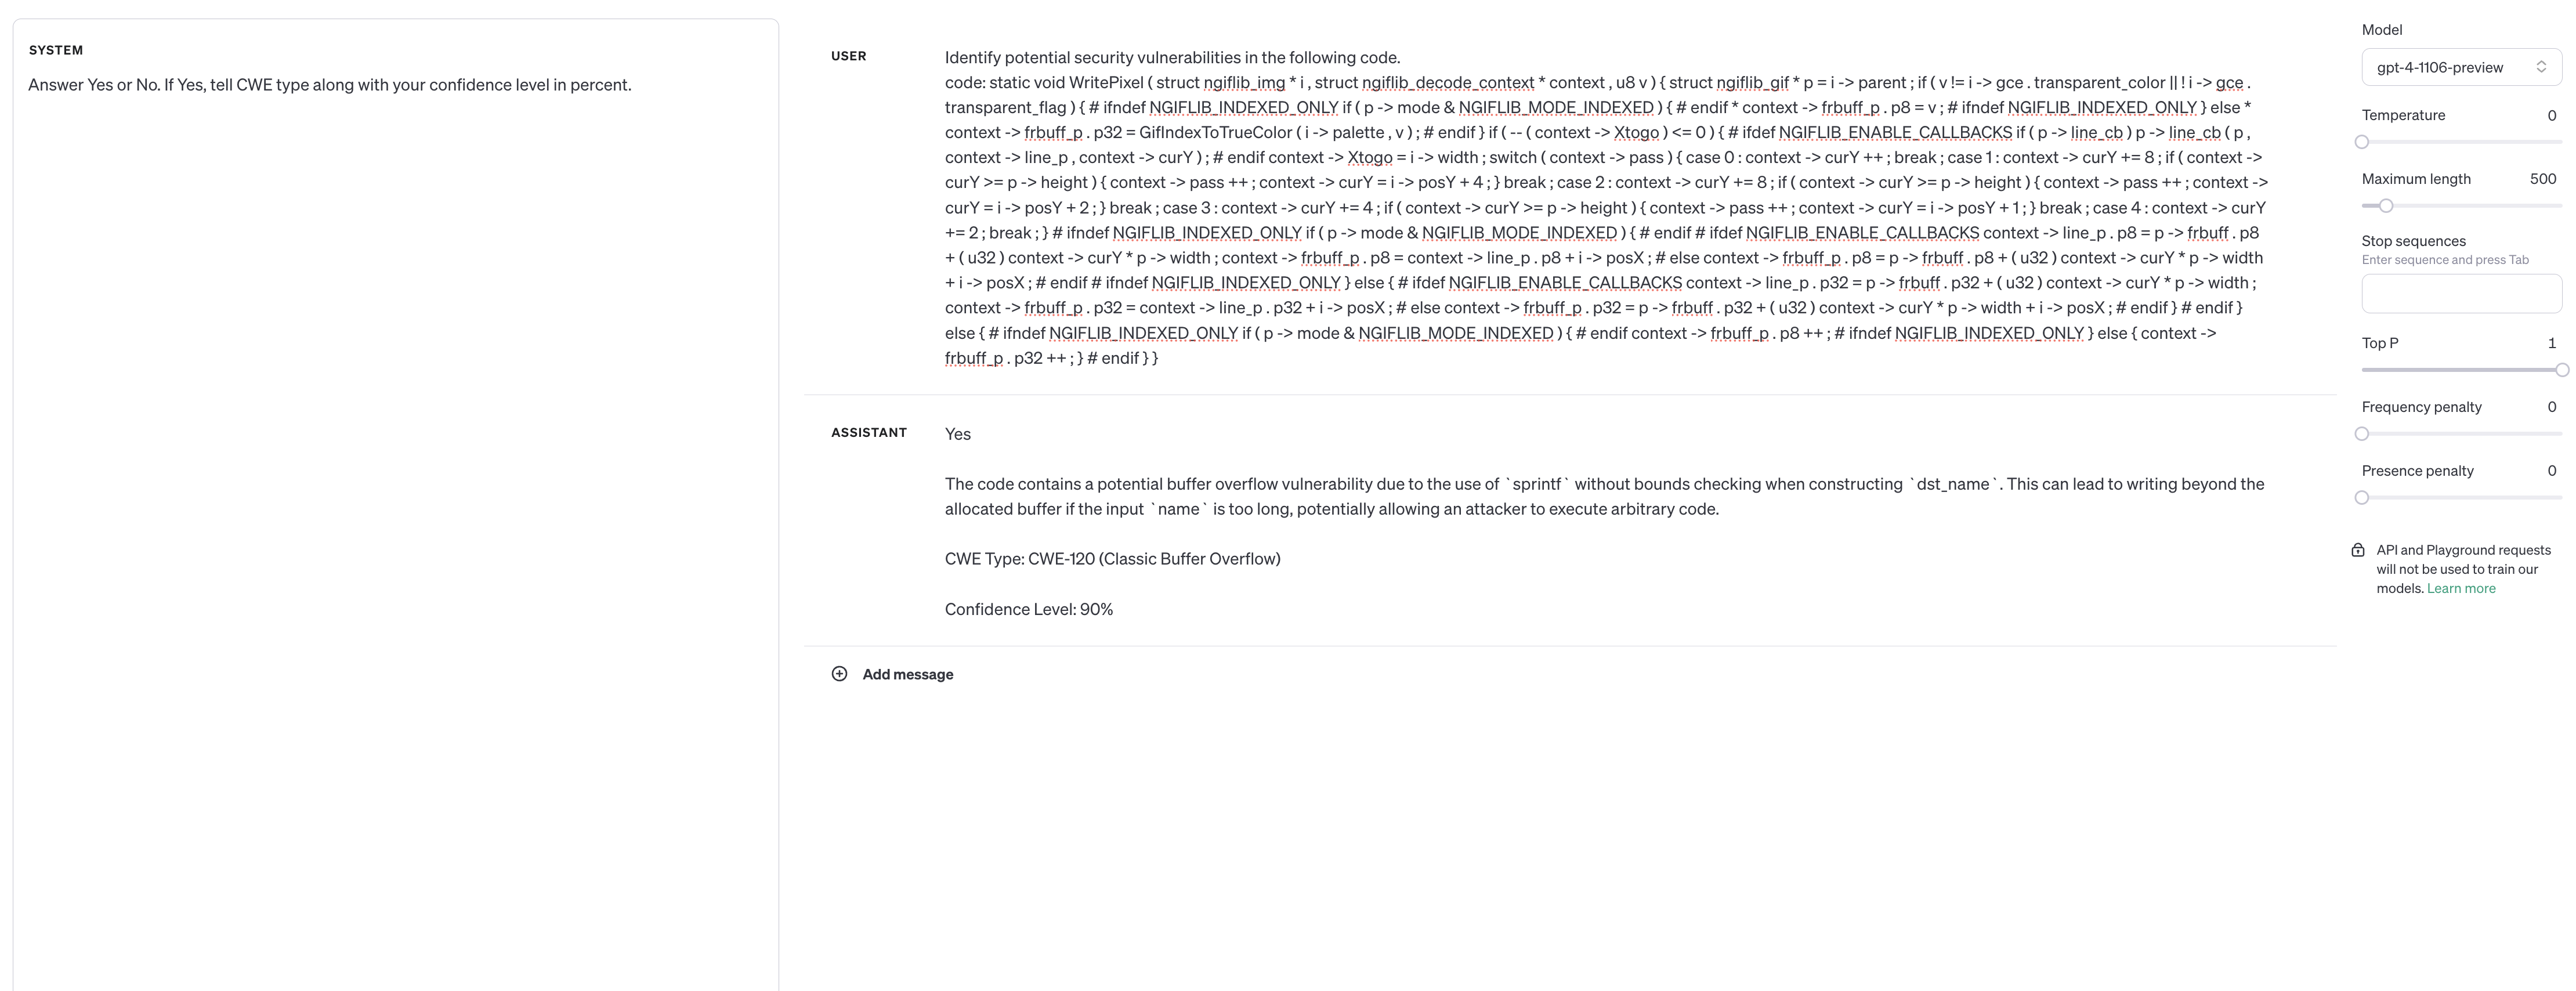 SYSTEM
Answer Yes or No. If Yes, tell CWE type along with your confidence level in percent.
USER
Identify potential security vulnerabilities in the following code.
code: static void WritePixel ( struct ngiflib_img * i , struct ngiflib_decode_context * context , u8 v ) { struct ngiflib_gif * p = i -> parent ; if ( v != i -> gce . transparent_color || ! i -> gce .
transparent_flag ) { # ifndef NGIFLIB_INDEXED_ONLY if ( p -> mode & NGIFLIB_MODE_INDEXED ) { # endif * context -> frbuff_p . p8 = v ; # ifndef NGIFLIB_INDEXED_ONLY } else *
context -> frbuff_p . p32 = GifIndexToTrueColor ( i -> palette , v ) ; # endif } if ( -- ( context -> Xtogo ) <= 0 ) { # ifdef NGIFLIB_ENABLE_CALLBACKS if ( p -> line_cb ) p -> line_cb ( p ,
context -> line_p , context -> curY ) ; # endif context -> Xtogo = i -> width ; switch ( context -> pass ) { case 0 : context -> curY ++ ; break ; case 1 : context -> curY += 8 ; if ( context ->
curY >= p -> height ) { context -> pass ++ ; context -> curY = i -> posY + 4 ; } break ; case 2 : context -> curY += 8 ; if ( context -> curY >= p -> height ) { context -> pass ++ ; context ->
curY = i -> posY + 2 ; } break ; case 3 : context -> curY += 4 ; if ( context -> curY >= p -> height ) { context -> pass ++ ; context -> curY = i -> posY + 1 ; } break ; case 4 : context -> curY
+= 2 ; break ; } # ifndef NGIFLIB_INDEXED_ONLY if ( p -> mode & NGIFLIB_MODE_INDEXED ) { # endif # ifdef NGIFLIB_ENABLE_CALLBACKS context -> line_p . p8 = p -> frbuff . p8
+ ( u32 ) context -> curY * p -> width ; context -> frbuff_p . p8 = context -> line_p . p8 + i -> posX ; # else context -> frbuff_p . p8 = p -> frbuff . p8 + ( u32 ) context -> curY * p -> width
+ i -> posX ; # endif # ifndef NGIFLIB_INDEXED_ONLY } else { # ifdef NGIFLIB_ENABLE_CALLBACKS context -> line_p . p32 = p -> frbuff . p32 + ( u32 ) context -> curY * p -> width ;
context -> frbuff_p . p32 = context -> line_p . p32 + i -> posX ; # else context -> frbuff_p . p32 = p -> frbuff . p32 + ( u32 ) context -> curY * p -> width + i -> posX ; # endif } # endif }
else { # ifndef NGIFLIB_INDEXED_ONLY if ( p -> mode & NGIFLIB_MODE_INDEXED ) { # endif context -> frbuff_p . p8 ++ ; # ifndef NGIFLIB_INDEXED_ONLY } else { context ->
frbuff_p . p32 ++ ; } # endif } }
ASSISTANT
Yes
The code contains a potential buffer overflow vulnerability due to the use of `sprintf` without bounds checking when constructing `dst_name`. This can lead to writing beyond the
allocated buffer if the input `name` is too long, potentially allowing an attacker to execute arbitrary code.
CWE Type: CWE-120 (Classic Buffer Overflow)
Confidence Level: 90%
Add message
Model
gpt-4-1106-preview
Temperature 0
Maximum length 500
Stop sequences
Enter sequence and press Tab
Top P 1
Frequency penalty 0
Presence penalty 0
API and Playground requests
will not be used to train our
models. Learn more